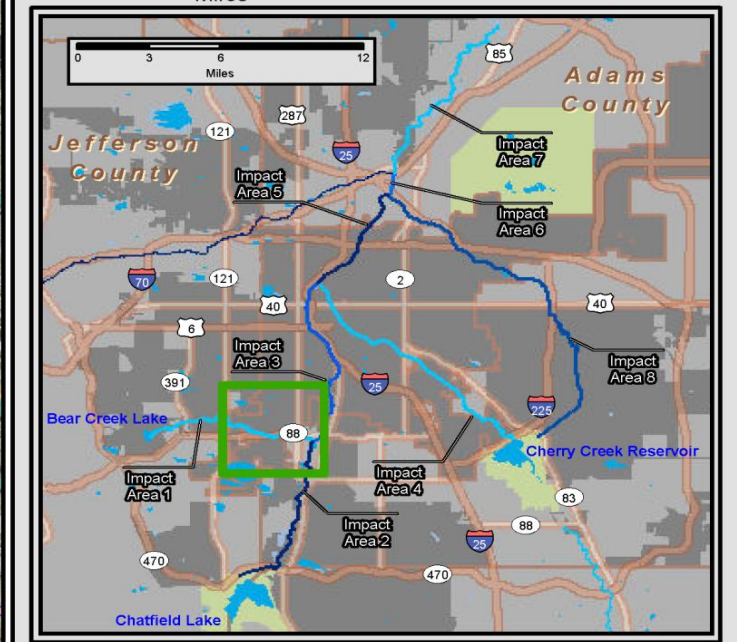 0 3 6 12
Miles
85
Adams
County
287
121
Jefferson
County
25
Impact
Area 7
Impact
Area 5
Impact
Area 6
70
121
2
40
40
6
Impact
Area 3
391
25
Impact
Area 8
225
Bear Creek Lake
88
Cherry Creek Reservoir
Impact
Area 1
Impact
Area 4
83
Impact
Area 2
88
25
470
470
Chatfield Lake